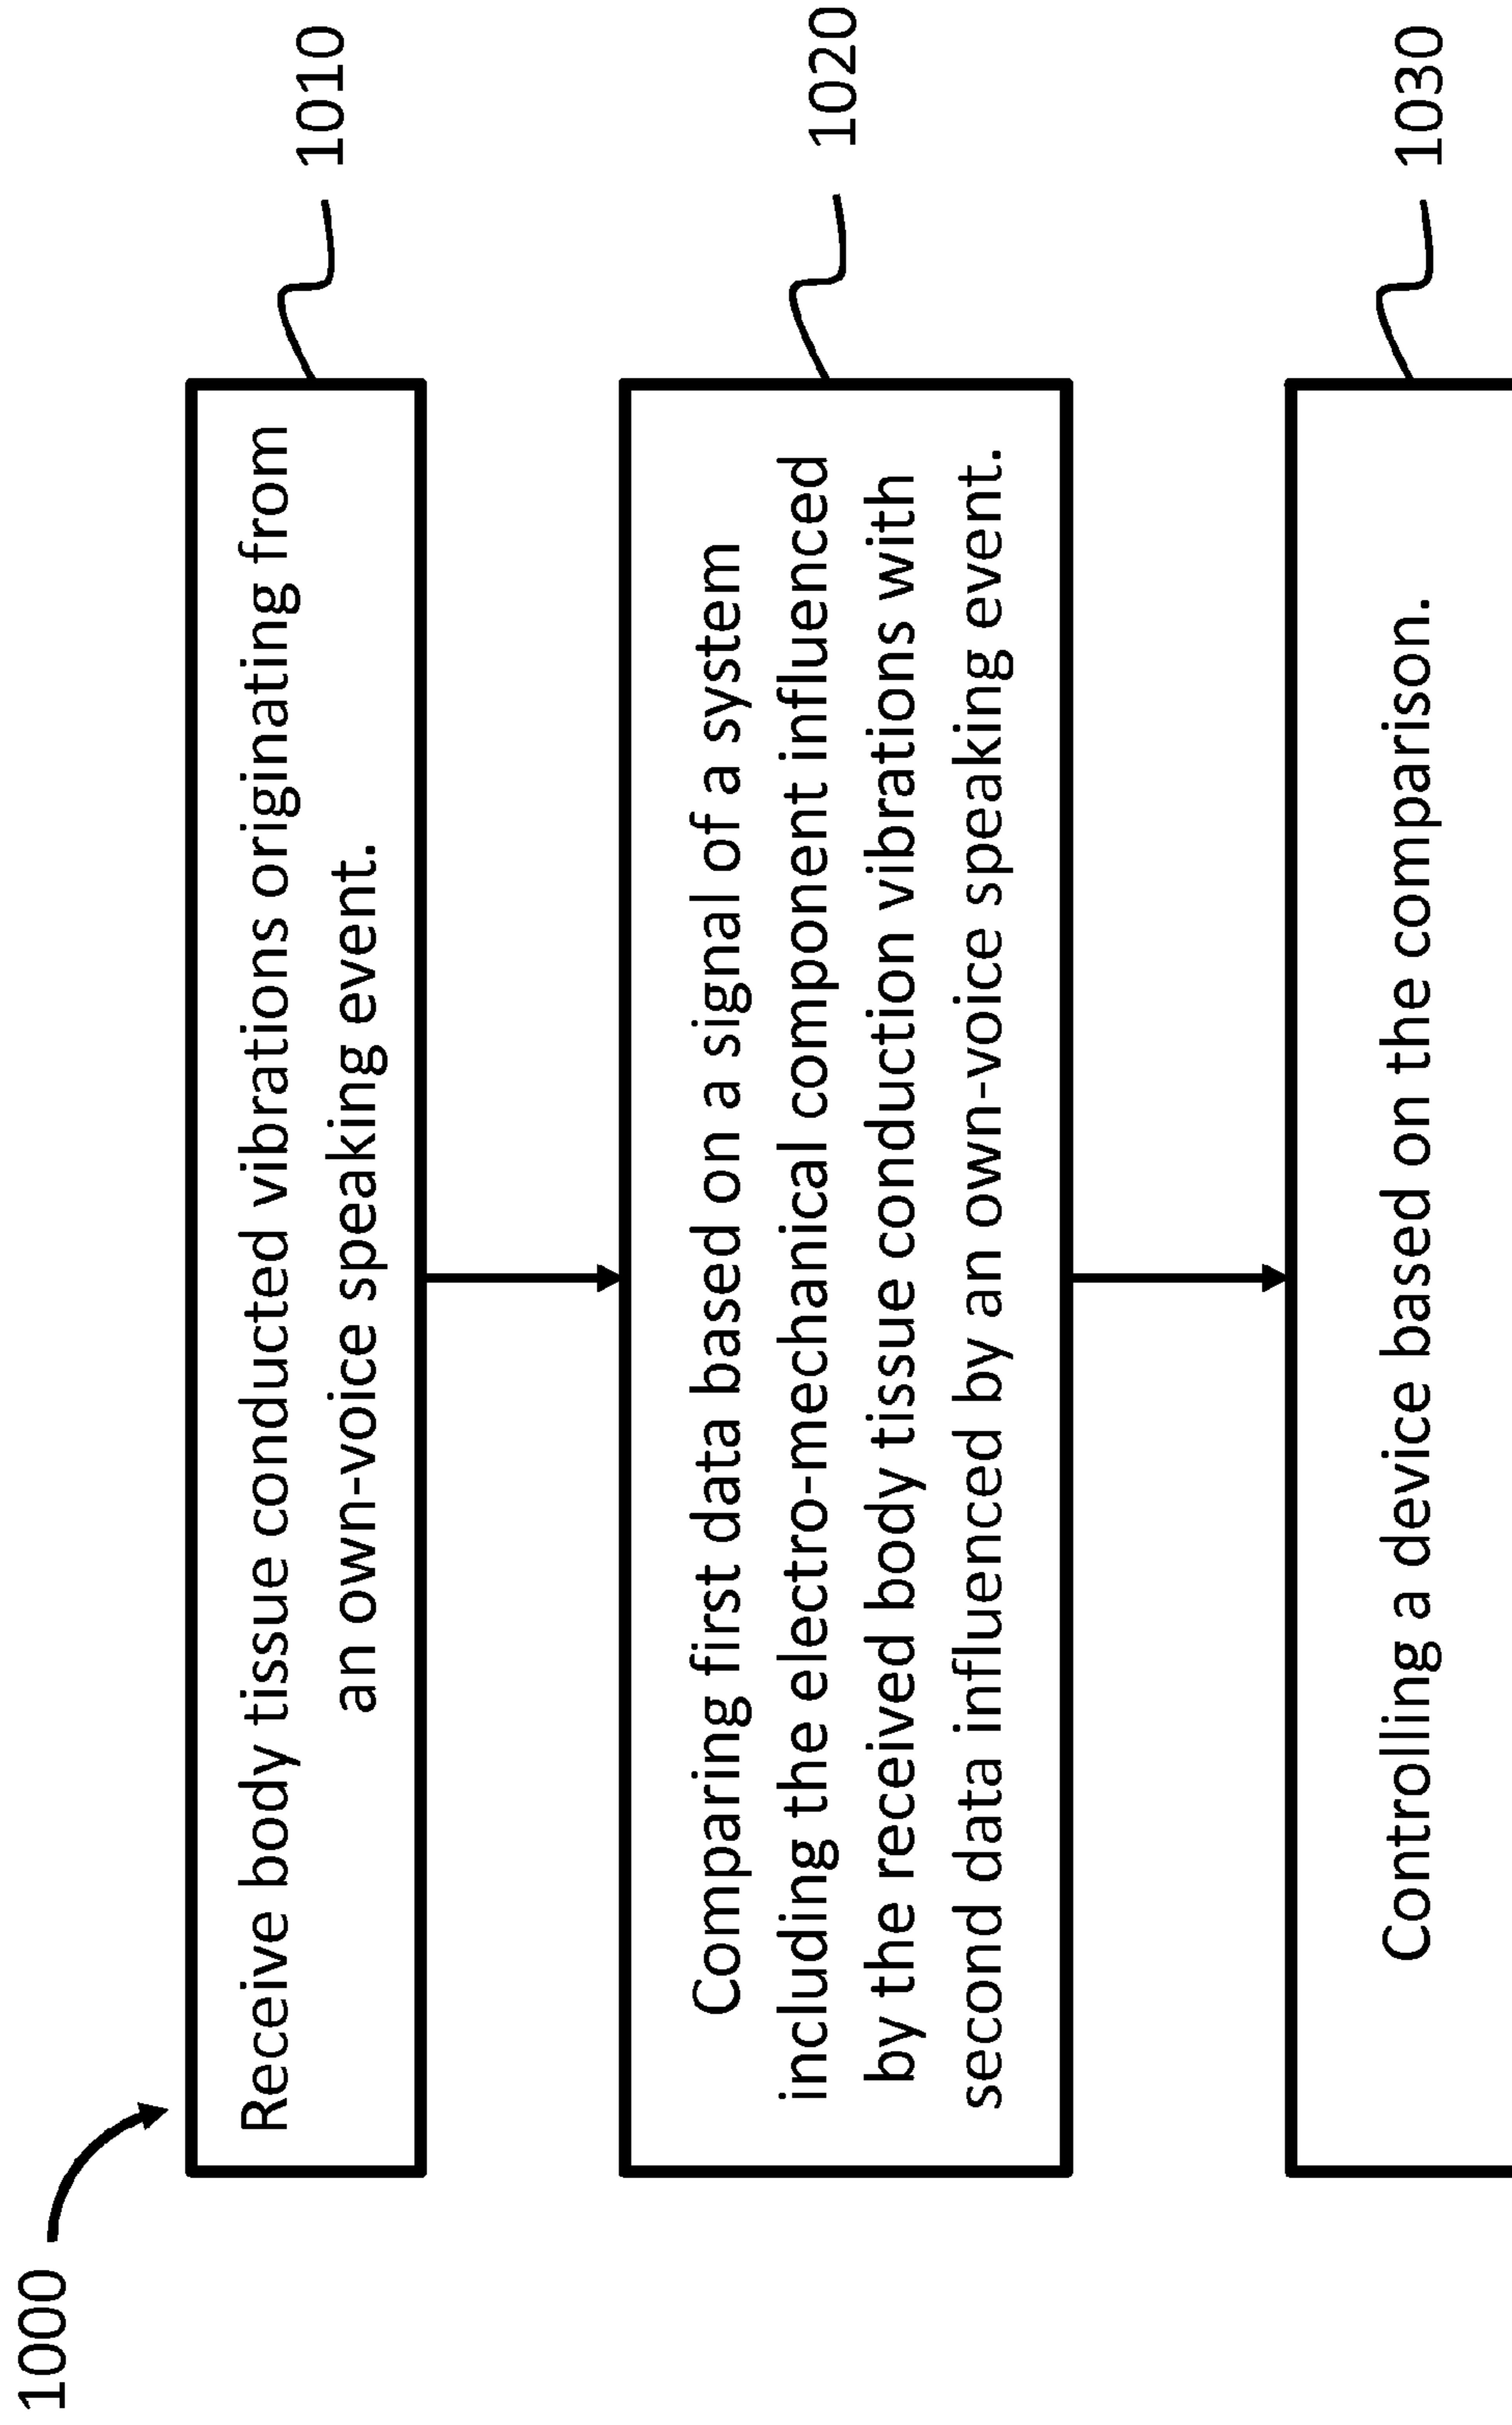 1000
Receive body tissue conducted vibrations originating from
an own-voice speaking event.
1010
Comparing first data based on a signal of a system
including the electro-mechanical component influenced
by the received body tissue conduction vibrations with
second data influenced by an own-voice speaking event.
1020
Controlling a device based on the comparison.
1030